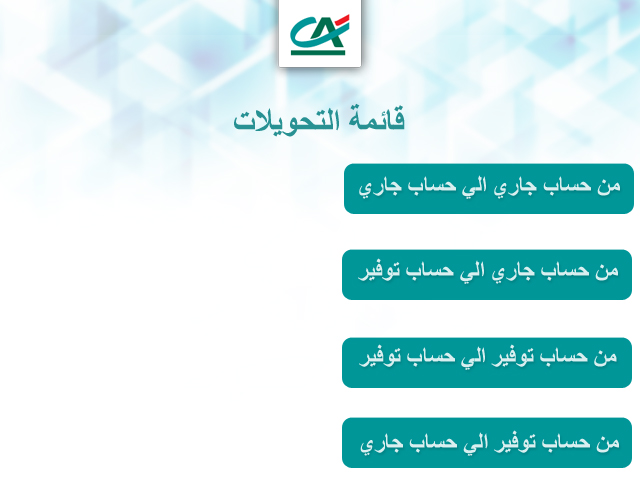 قائمة التحويلات
من حساب جاري الي حساب جاري
من حساب جاري الي حساب توفير
من حساب توفير الي حساب توفير
من حساب توفير الي حساب جاري